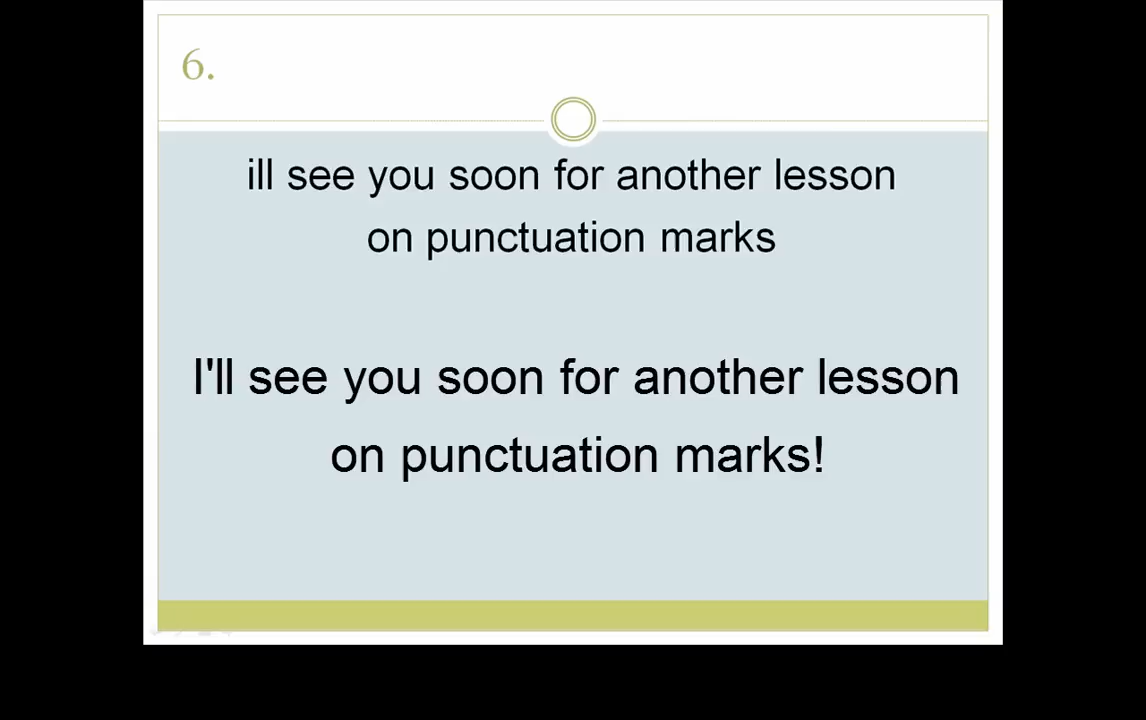 6.
ill see you soon for another lesson
on punctuation marks
I'll see you soon for another lesson
on punctuation marks!